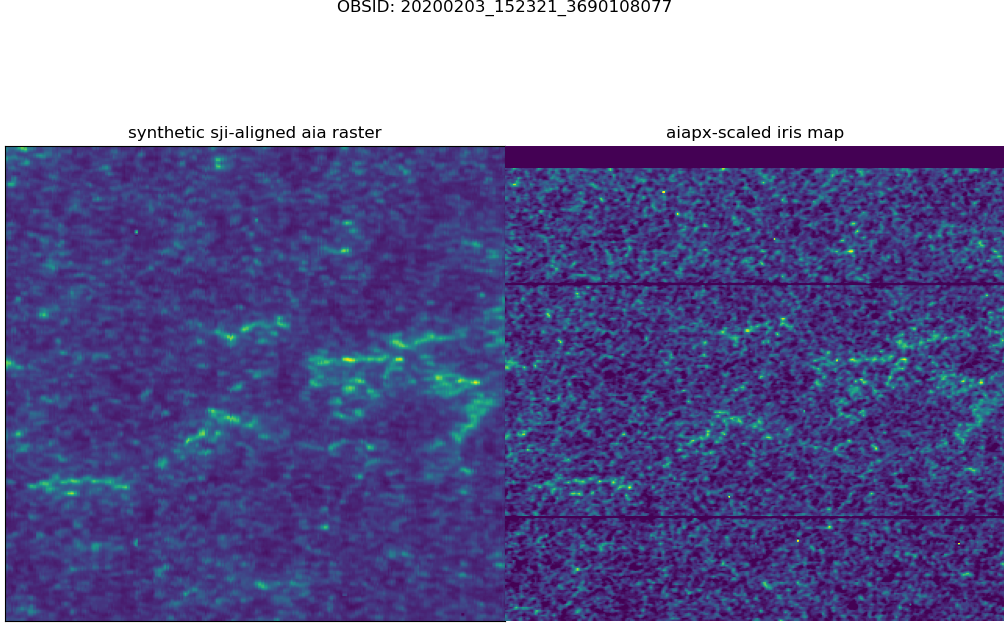 OBSID: 20200203_152321_3690108077
synthetic sji-aligned aia raster
aiapx-scaled iris map